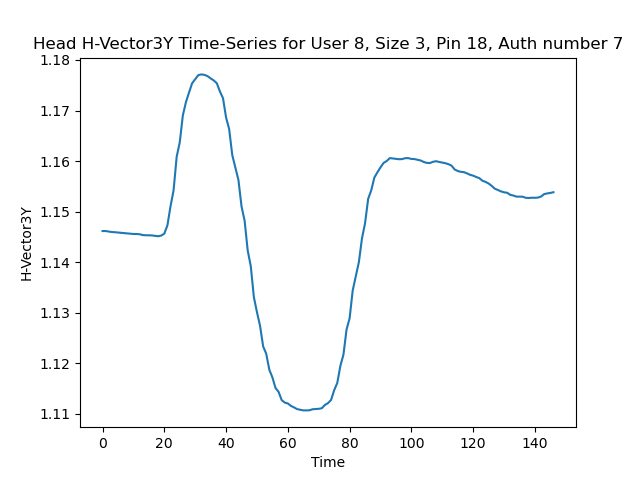 Head H-Vector3Y Time-Series for User 8, Size 3, Pin 18, Auth number 7
1.18
1.17
1.16
1.15
1.14
1.13
1.12
1.11
H-Vector3Y
0 20 40 60 80 100 120 140
Time